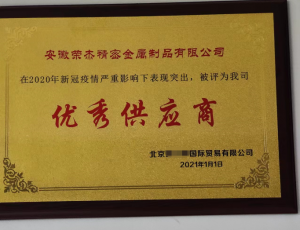 安徽荣杰精密金属制品有限公司
在2020年新冠疫情严重影响下表现突出，被评为我司
优秀供应商
北京 国际贸易有限公司
2021年1月1日